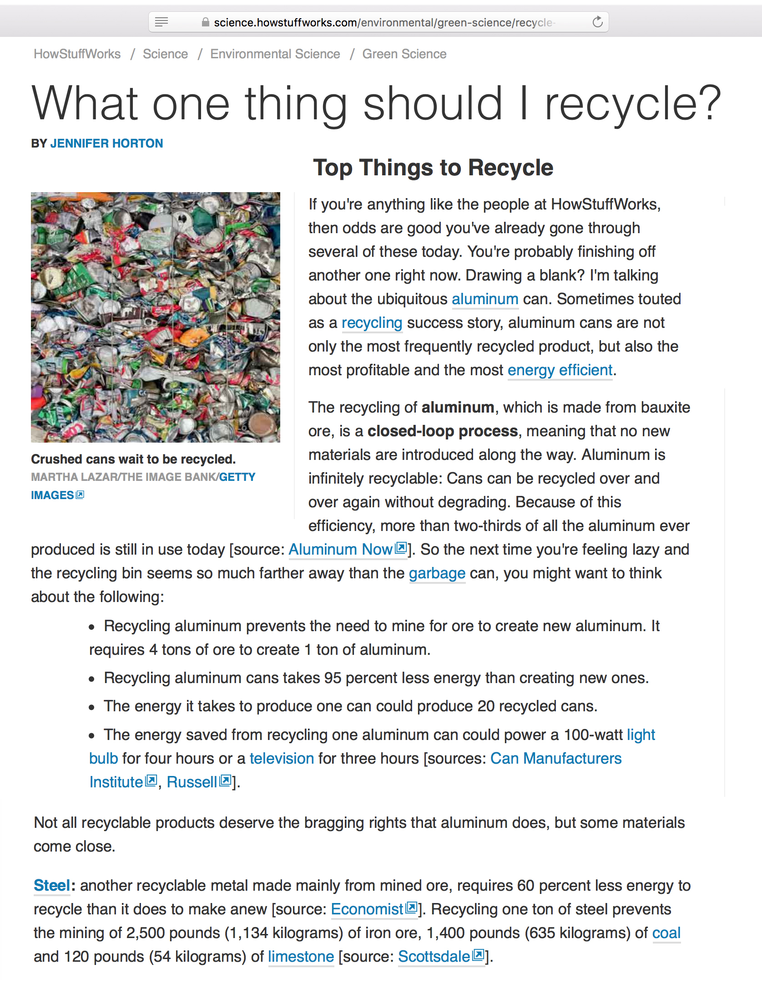 science.howstuffworks.com/environmental/green-science/recycle-
HowStuffWorks / Science / Environmental Science / Green Science
What one thing should I recycle?
BY JENNIFER HORTON
Top Things to Recycle
If you're anything like the people at HowStuffWorks,
then odds are good you've already gone through
several of these today. You're probably finishing off
another one right now. Drawing a blank? I'm talking
about the ubiquitous aluminum can. Sometimes touted
as a recycling success story, aluminum cans are not
only the most frequently recycled product, but also the
most profitable and the most energy efficient.
Crushed cans wait to be recycled.
MARTHA LAZAR/THE IMAGE BANK/GETTY
IMAGES
The recycling of aluminum, which is made from bauxite
ore, is a closed-loop process, meaning that no new
materials are introduced along the way. Aluminum is
infinitely recyclable: Cans can be recycled over and
over again without degrading. Because of this
efficiency, more than two-thirds of all the aluminum ever
produced is still in use today [source: Aluminum Now]. So the next time you're feeling lazy and
the recycling bin seems so much farther away than the garbage can, you might want to think
about the following:
• Recycling aluminum prevents the need to mine for ore to create new aluminum. It
requires 4 tons of ore to create 1 ton of aluminum.
• Recycling aluminum cans takes 95 percent less energy than creating new ones.
• The energy it takes to produce one can could produce 20 recycled cans.
• The energy saved from recycling one aluminum can could power a 100-watt light
bulb for four hours or a television for three hours [sources: Can Manufacturers
Institute, Russell].
Not all recyclable products deserve the bragging rights that aluminum does, but some materials
come close.
Steel: another recyclable metal made mainly from mined ore, requires 60 percent less energy to
recycle than it does to make anew [source: Economist]. Recycling one ton of steel prevents
the mining of 2,500 pounds (1,134 kilograms) of iron ore, 1,400 pounds (635 kilograms) of coal
and 120 pounds (54 kilograms) of limestone [source: Scottsdale].